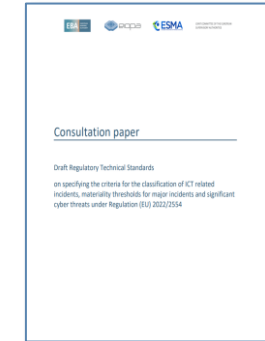 EBA
eiopa
ESMA
Consultation paper
Draft Regulatory Technical Standards
on specifying the criteria for the classification of ICT related
incidents, materiality thresholds for major incidents and significant
cyber threats under Regulation (EU) 2022/2554